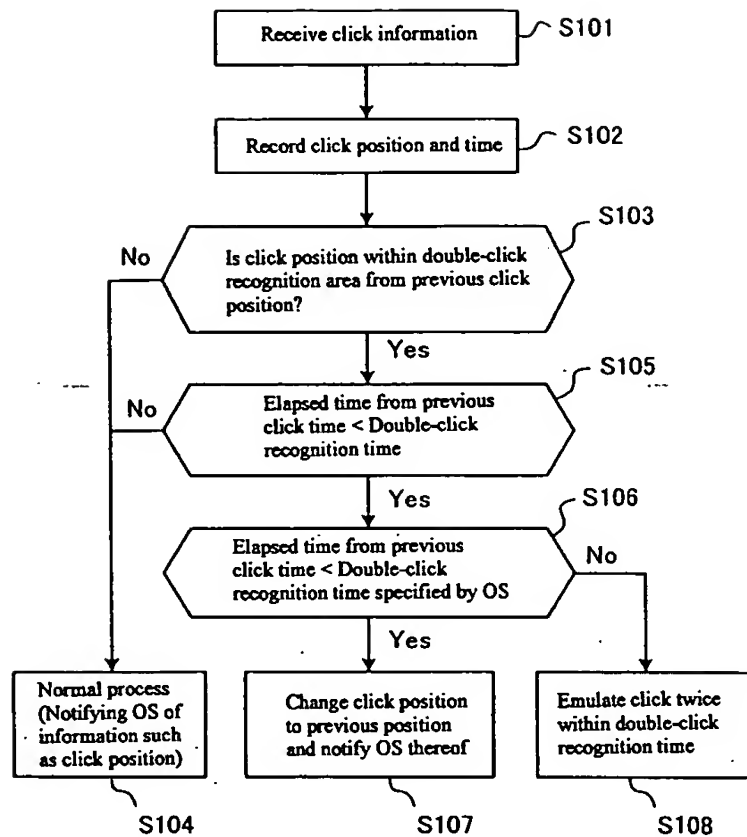 Receive click information
S101
Record click position and time
S102
S103
No
Is click position within double-click
recognition area from previous click
position?
Yes
S105
No
Elapsed time from previous
click time < Double-click
recognition time
Yes
S106
Elapsed time from previous
click time < Double-click
recognition time specified by OS
No
Yes
Normal process
(Notifying OS of
information such
as click position)
Change click position
to previous position
and notify OS thereof
Emulate click twice
within double-click
recognition time
S104
S107
S108